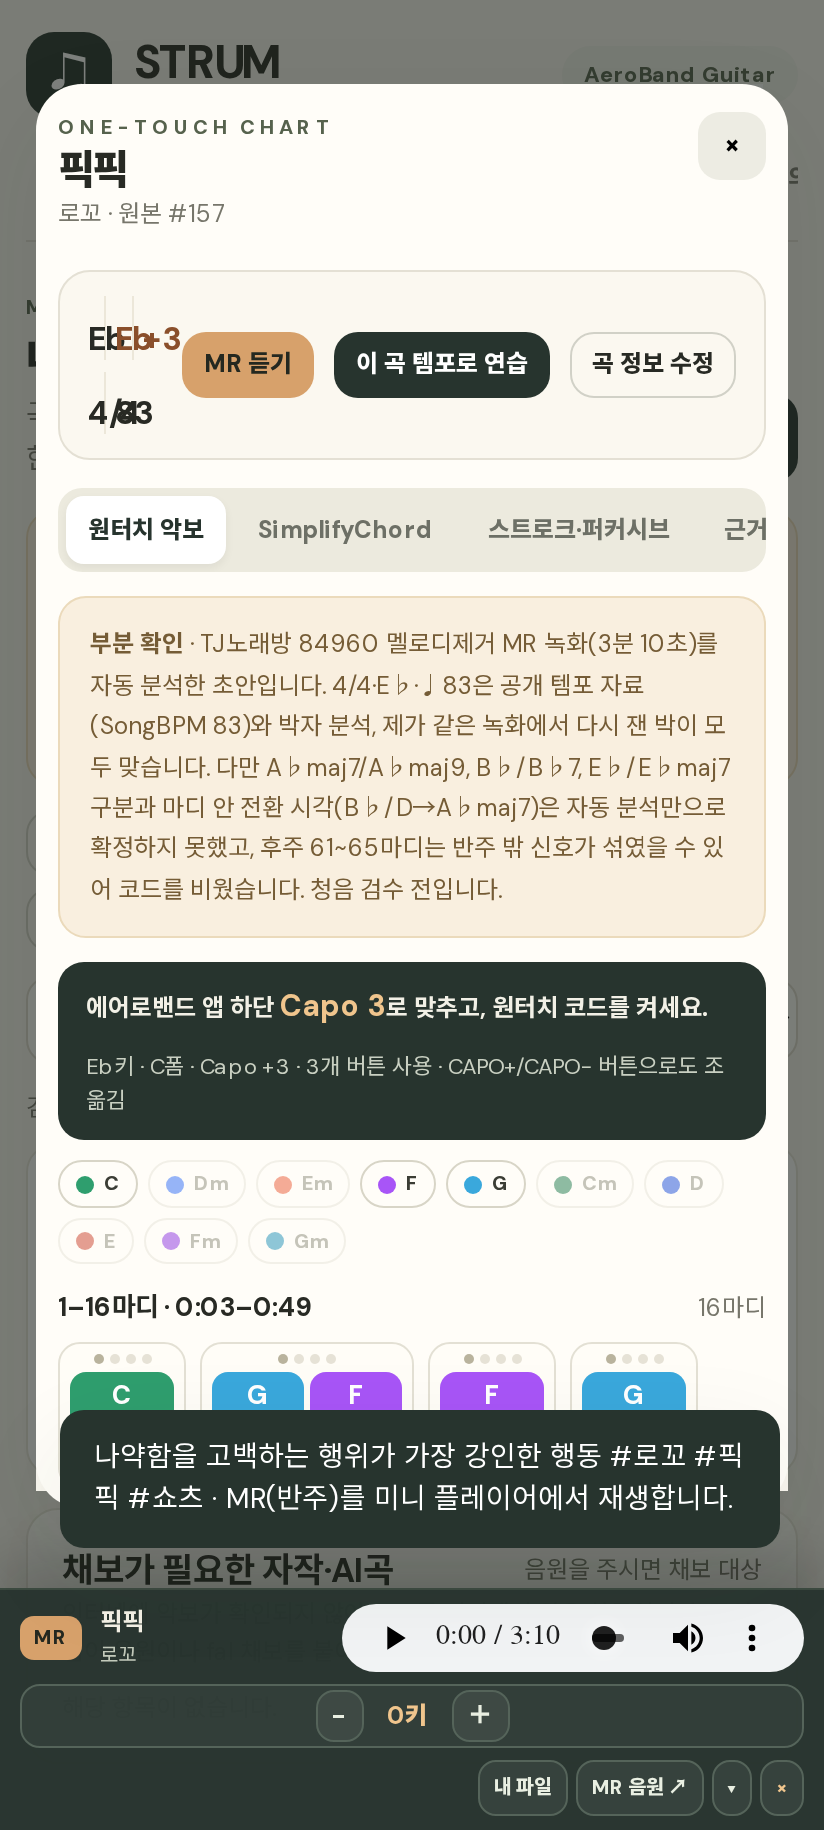 STRUM
AeroBand Guitar
ONE-TOUCH CHART
픽픽
×
로꼬 · 원본 #157
Eb
Eb+3
MR 듣기
이 곡 템포로 연습
곡 정보 수정
4/4
83
원터치 악보
SimplifyChord
스트로크·퍼커시브
근거
부분 확인 · TJ노래방 84960 멜로디제거 MR 녹화(3분 10초)를
자동 분석한 초안입니다. 4/4·E♭·♩83은 공개 템포 자료
(SongBPM 83)와 박자 분석, 제가 같은 녹화에서 다시 잰 박이 모
두 맞습니다. 다만 A♭maj7/A♭maj9, B♭/B♭7, E♭/E♭maj7
구분과 마디 안 전환 시각(B♭/D→A♭maj7)은 자동 분석만으로
확정하지 못했고, 후주 61~65마디는 반주 밖 신호가 섞였을 수 있
어 코드를 비웠습니다. 청음 검수 전입니다.
에어로밴드 앱 하단 Capo 3로 맞추고, 원터치 코드를 켜세요.
Eb키 · C폼 · Capo +3 · 3개 버튼 사용 · CAPO+/CAPO− 버튼으로도 조
옮김
C
Dm
Em
F
G
Cm
D
E
Fm
Gm
1–16마디 · 0:03–0:49
16마디
C
G
F
F
G
나약함을 고백하는 행위가 가장 강인한 행동 #로꼬 #픽
픽 #쇼츠 · MR(반주)를 미니 플레이어에서 재생합니다.
채보가 필요한 자작·AI곡
음원을 주시면 채보 대상
MR
픽픽
로꼬
0:00 / 3:10
−
0키
+
내 파일
MR 음원 ↗
▾
×